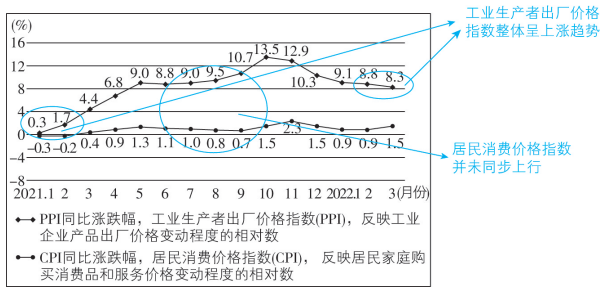 (%)
工业生产者出厂价格
指数整体呈上涨趋势
16
12
8
4
0
-4
-8
0.3 1.7 4.4 6.8 9.0 8.8 9.0 9.5 10.7 13.5 12.9 10.3 9.1 8.8 8.3
-0.3 -0.2 0.4 0.9 1.3 1.1 1.0 0.8 0.7 1.5 2.3 1.5 0.9 0.9 1.5
居民消费价格指数
并未同步上行
2021.1 2 3 4 5 6 7 8 9 10 11 12 2022.1 2 3 (月份)
PPI同比涨跌幅，工业生产者出厂价格指数(PPI)，反映工业
企业产品出厂价格变动程度的相对数
CPI同比涨跌幅，居民消费价格指数(CPI)， 反映居民家庭购
买消费品和服务价格变动程度的相对数